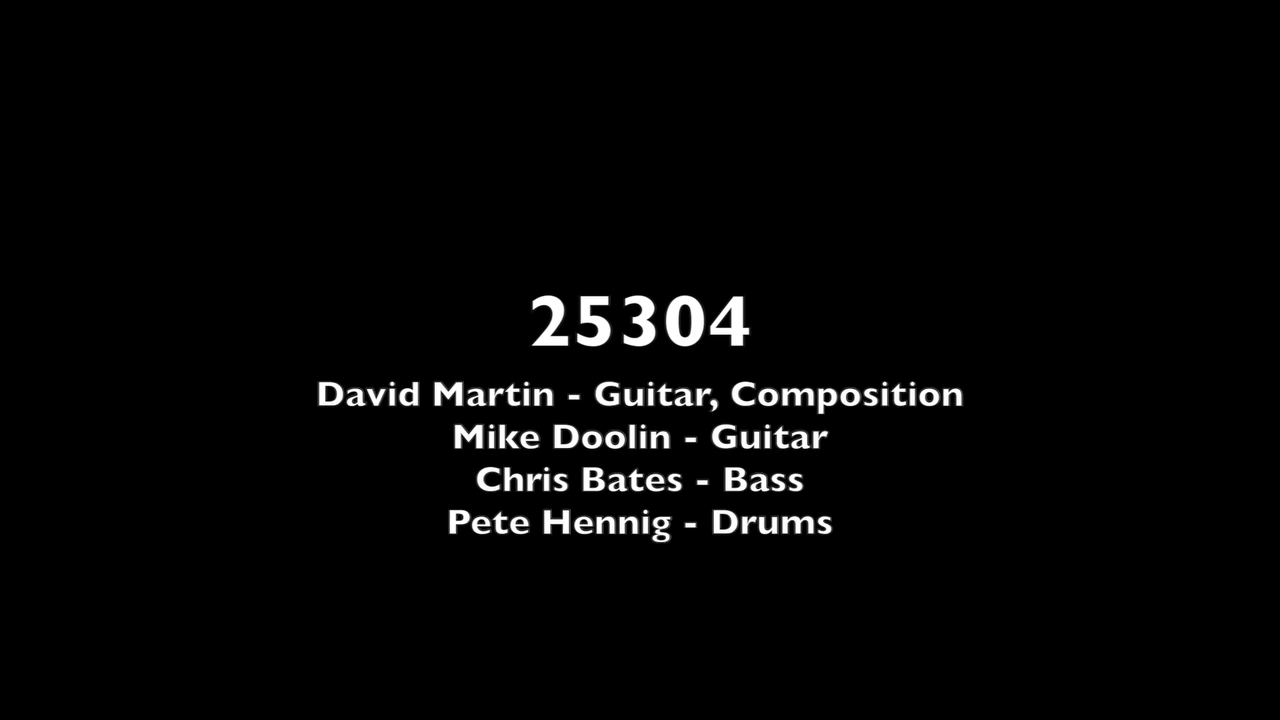 25304
David Martin - Guitar, Composition
Mike Doolin - Guitar
Chris Bates - Bass
Pete Hennig - Drums